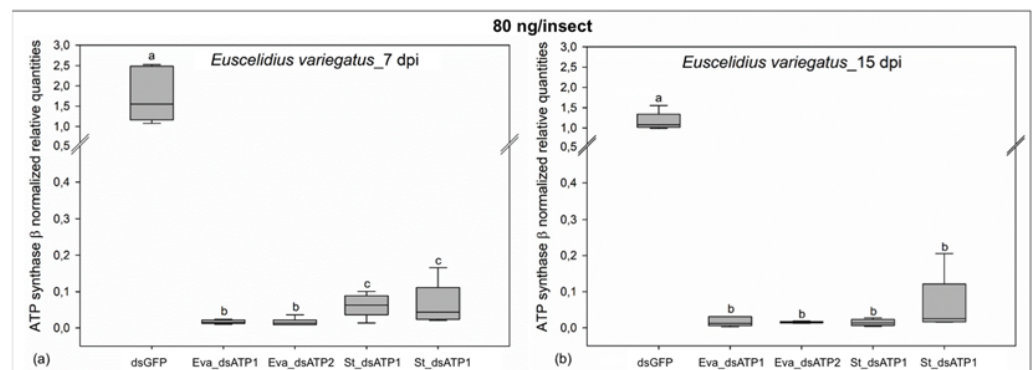 80 ng/insect
ATP synthase β normalized relative quantities
3,0
2,5
2,0
1,5
1,0
0,5
0,4
0,3
0,2
0,1
0,0
Euscelidius variegatus_7 dpi
a
b
b
c
c
(a)
dsGFP Eva_dsATP1 Eva_dsATP2 St_dsATP1 St_dsATP1
ATP synthase β normalized relative quantities
3,0
2,5
2,0
1,5
1,0
0,5
0,4
0,3
0,2
0,1
0,0
Euscelidius variegatus_15 dpi
a
b
b
b
b
(b)
dsGFP Eva_dsATP1 Eva_dsATP2 St_dsATP1 St_dsATP1